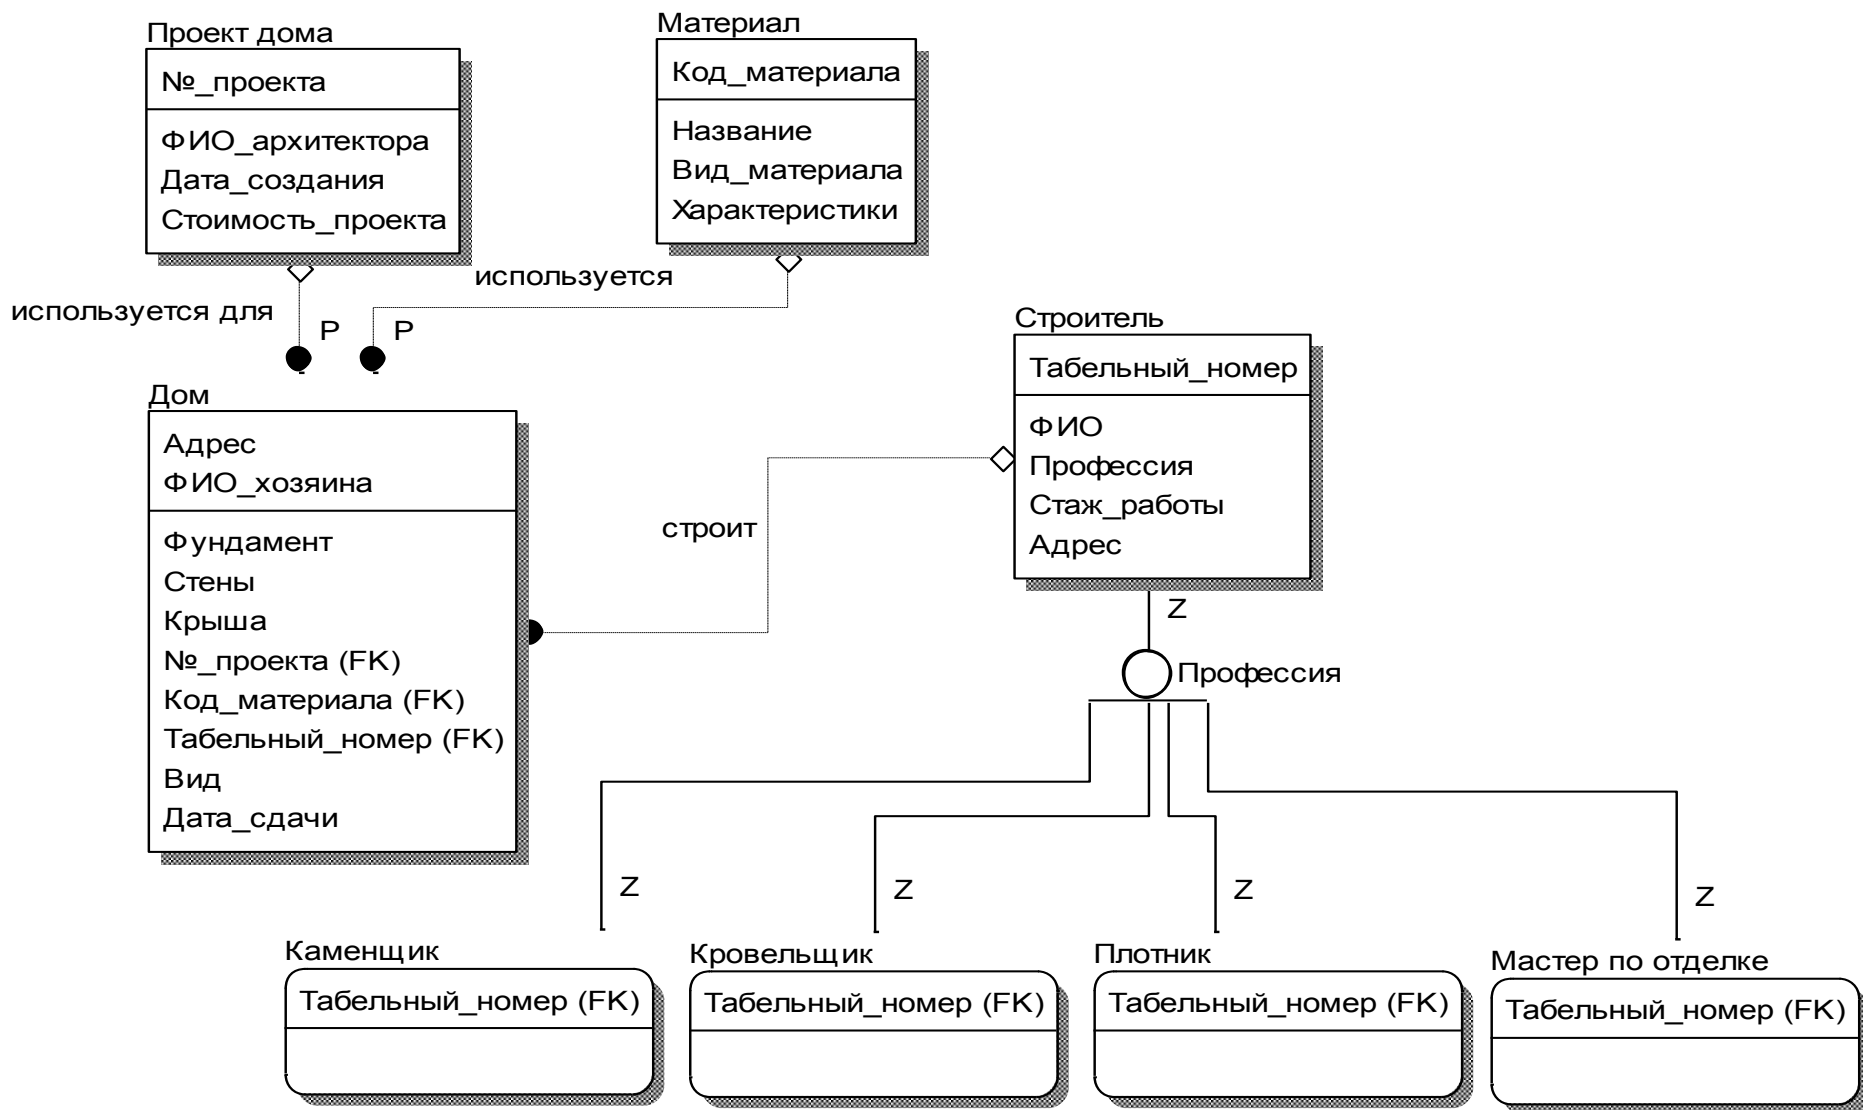 Проект дома
№_проекта
ФИО_архитектора
Дата_создания
Стоимость_проекта
Материал
Код_материала
Название
Вид_материала
Характеристики
используется
используется для
P
P
Строитель
Табельный_номер
ФИО
Профессия
Стаж_работы
Адрес
Дом
Адрес
ФИО_хозяина
Фундамент
Стены
Крыша
№_проекта (FK)
Код_материала (FK)
Табельный_номер (FK)
Вид
Дата_сдачи
строит
Z
Профессия
Z
Z
Z
Z
Каменщик
Табельный_номер (FK)
Кровельщик
Табельный_номер (FK)
Плотник
Табельный_номер (FK)
Мастер по отделке
Табельный_номер (FK)